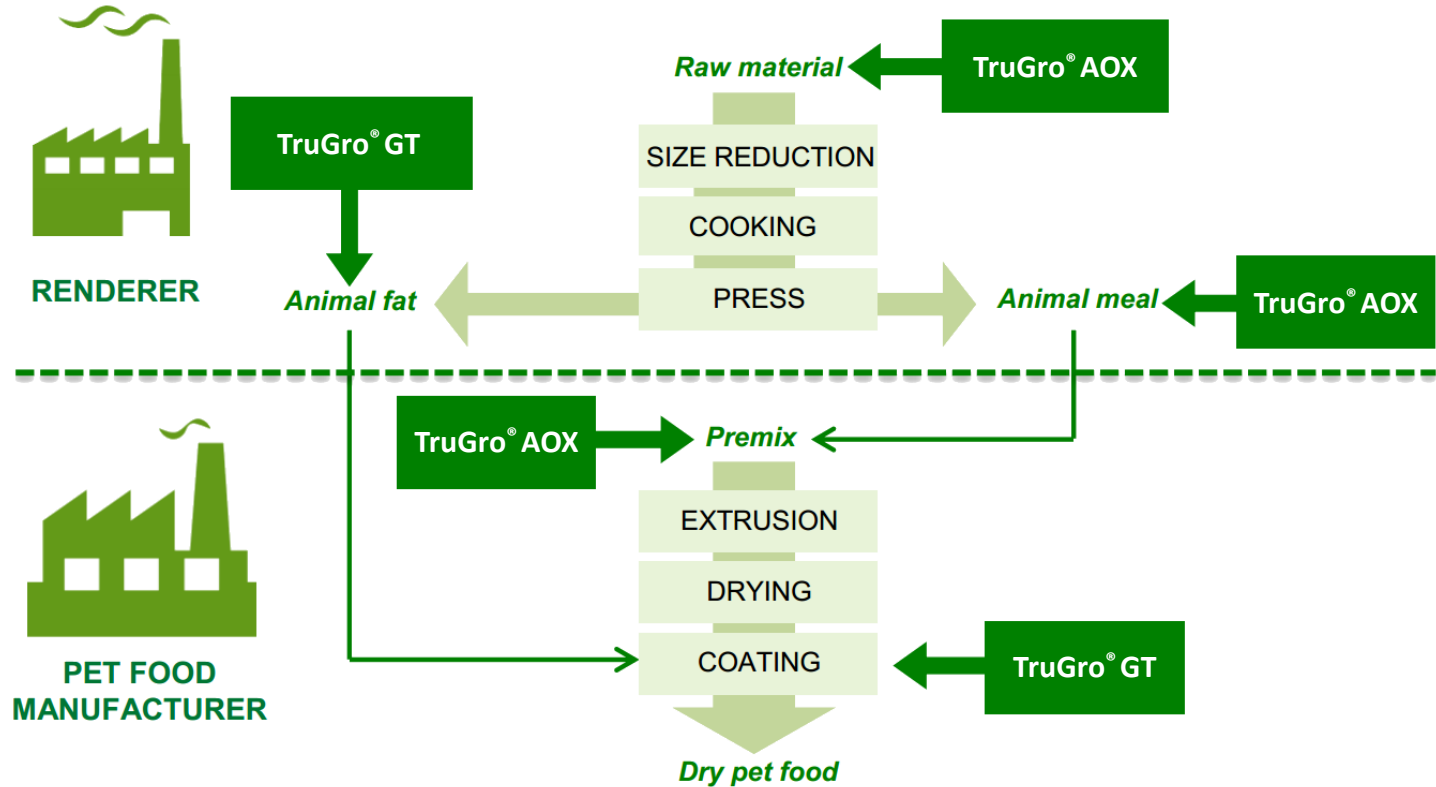 Raw material
TruGro® AOX
TruGro® GT
SIZE REDUCTION
COOKING
RENDERER
Animal fat
PRESS
Animal meal
TruGro® AOX
TruGro® AOX
Premix
EXTRUSION
DRYING
COATING
TruGro® GT
PET FOOD
MANUFACTURER
Dry pet food